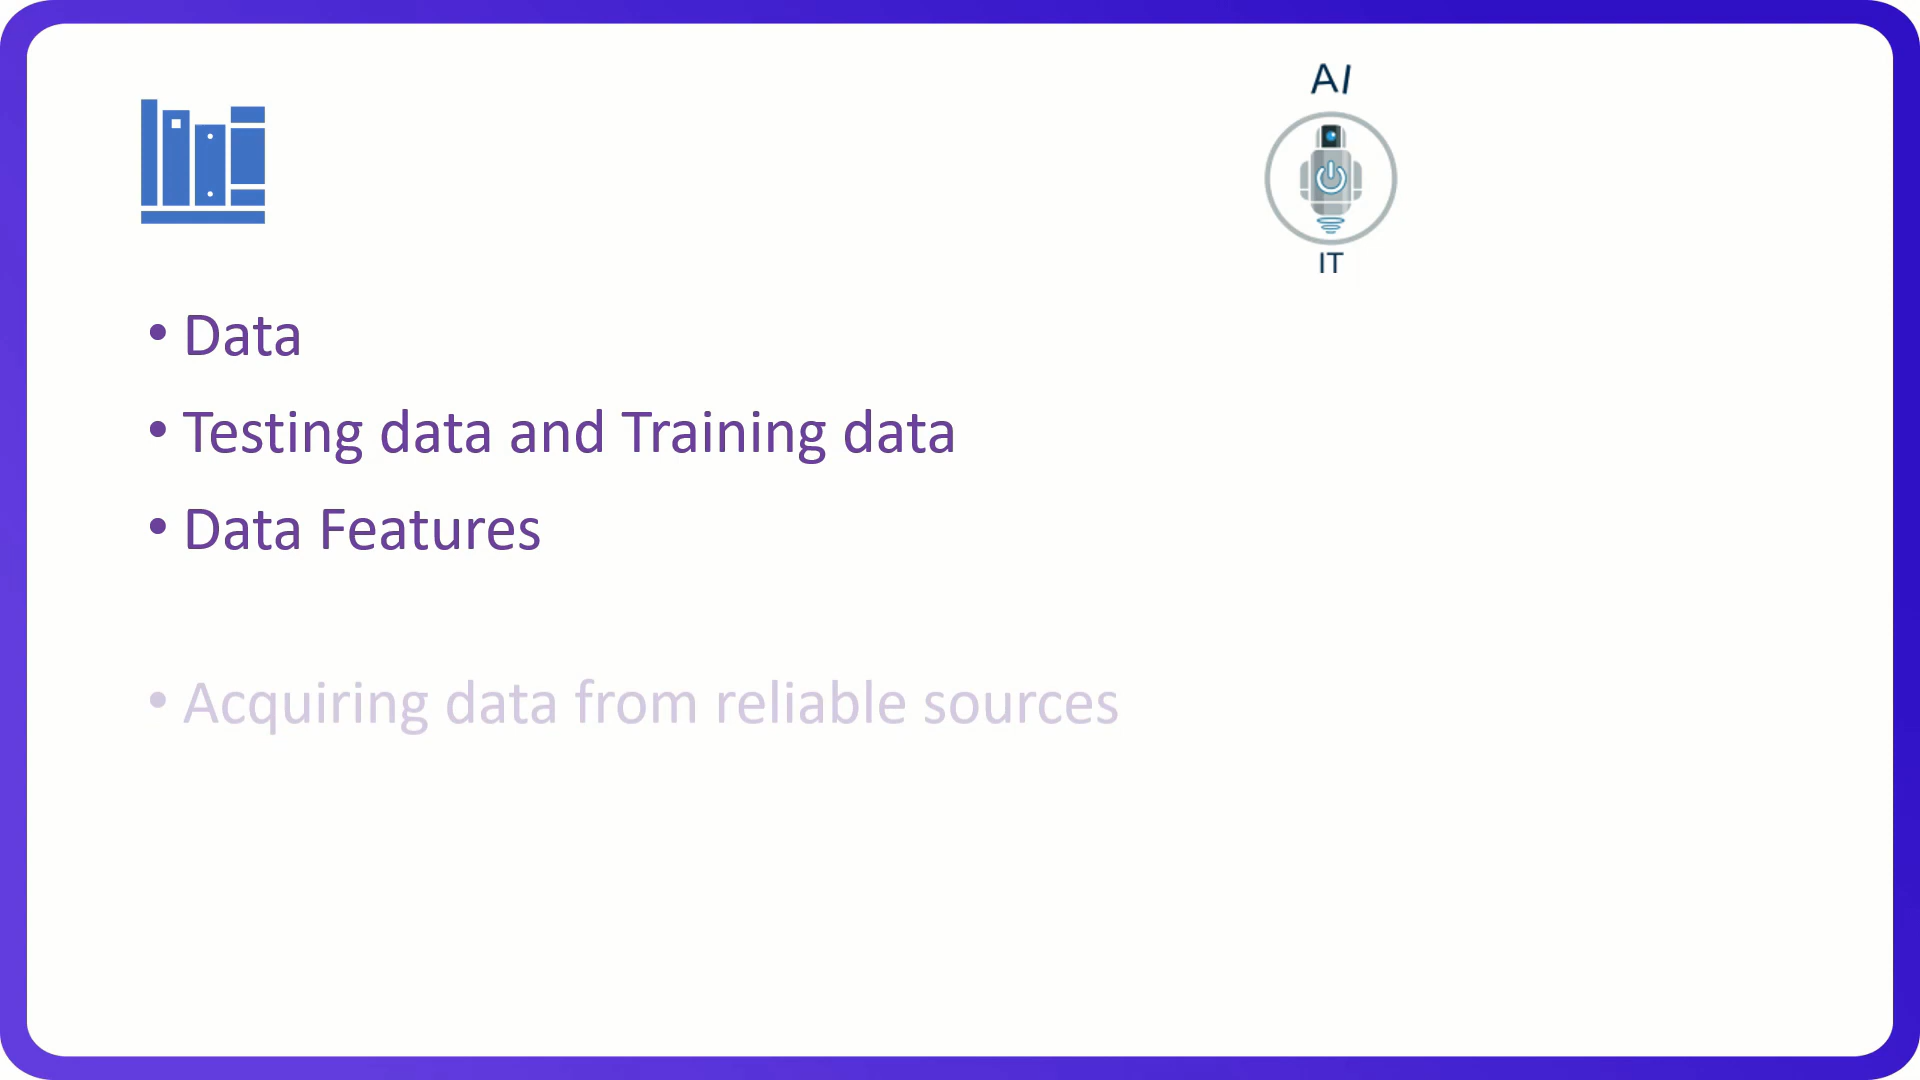 AI
IT
• Data
• Testing data and Training data
• Data Features
• Acquiring data from reliable sources